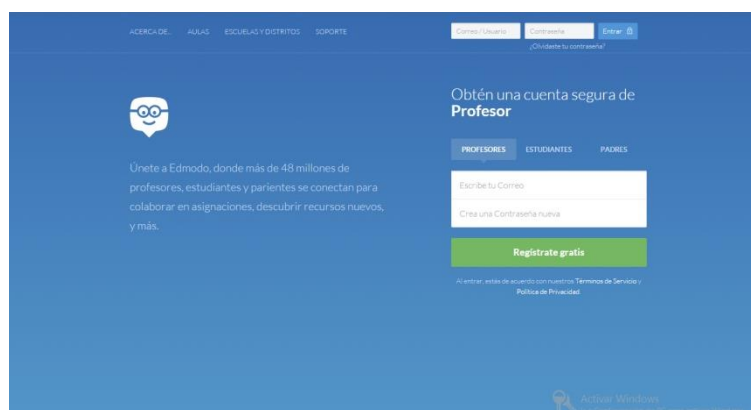 ACERCA DE... AULAS ESCUELAS Y DISTRITOS SOPORTE
Correo / Usuario Contraseña Entrar
¿Olvidaste tu contraseña?
Únete a Edmodo, donde más de 48 millones de
profesores, estudiantes y parientes se conectan para
colaborar en asignaciones, descubrir recursos nuevos,
y más.
Obtén una cuenta segura de
Profesor
PROFESORES ESTUDIANTES PADRES
Escribe tu Correo
Crea una Contraseña nueva
Regístrate gratis
Al entrar, estás de acuerdo con nuestros Términos de Servicio y
Política de Privacidad.
Activar Windows